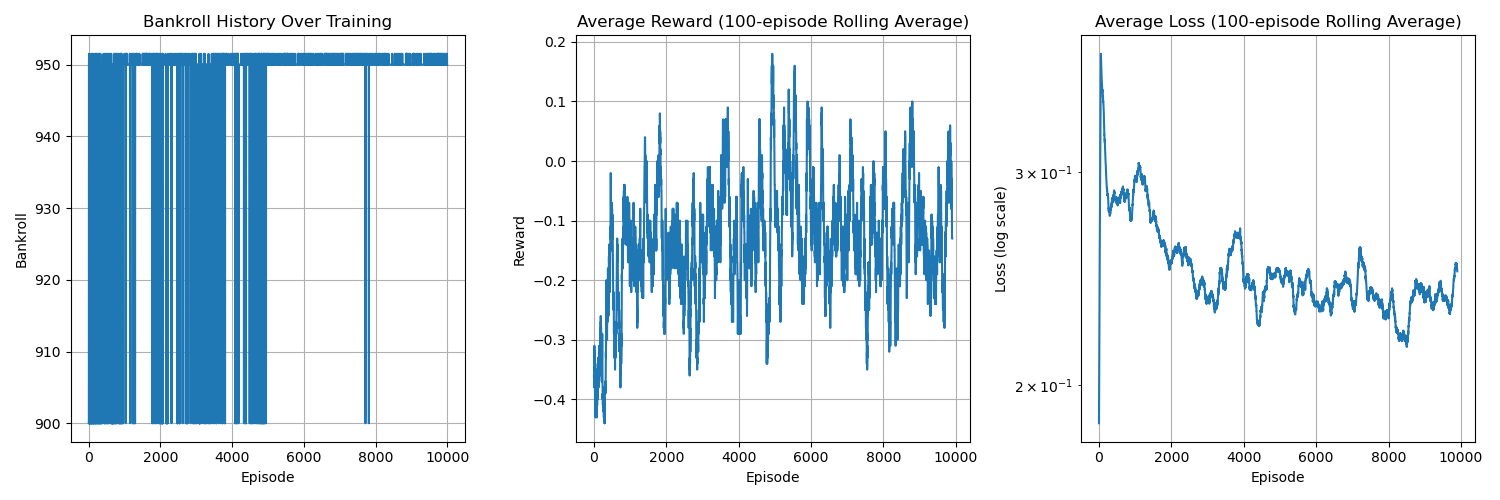 Bankroll History Over Training
Average Reward (100-episode Rolling Average)
Average Loss (100-episode Rolling Average)
Bankroll
950
940
930
920
910
900
0
2000
4000
6000
8000
10000
Episode
Reward
0.2
0.1
0.0
−0.1
−0.2
−0.3
−0.4
0
2000
4000
6000
8000
10000
Episode
Loss (log scale)
3 × 10⁻¹
2 × 10⁻¹
0
2000
4000
6000
8000
10000
Episode